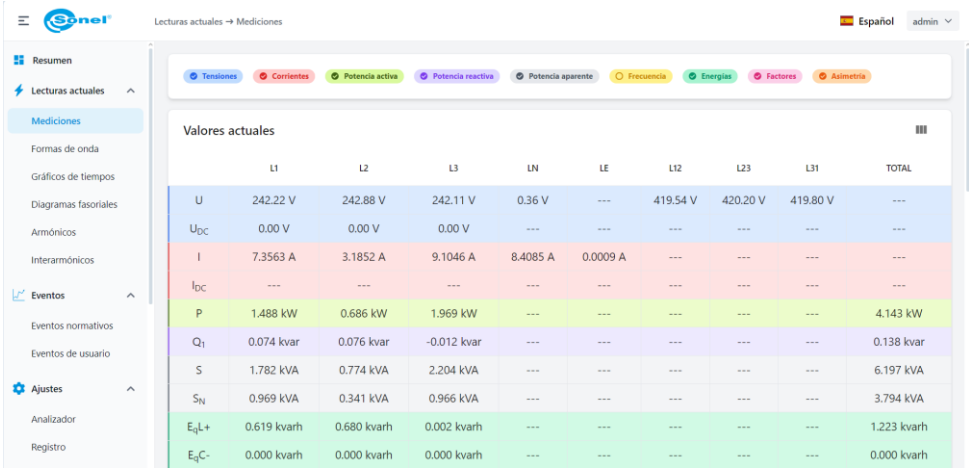 Sonel®
Lecturas actuales → Mediciones
Español
admin
Resumen
Lecturas actuales
Mediciones
Formas de onda
Gráficos de tiempos
Diagramas fasoriales
Armónicos
Interarmónicos
Eventos
Eventos normativos
Eventos de usuario
Ajustes
Analizador
Registro
Tensiones Corrientes Potencia activa Potencia reactiva Potencia aparente Frecuencia Energías Factores Asimetría
Valores actuales
L1 L2 L3 LN LE L12 L23 L31 TOTAL
U 242.22 V 242.88 V 242.11 V 0.36 V --- 419.54 V 420.20 V 419.80 V ---
UDC 0.00 V 0.00 V 0.00 V --- --- --- --- --- ---
I 7.3563 A 3.1852 A 9.1046 A 8.4085 A 0.0009 A --- --- --- ---
IDC --- --- --- --- --- --- --- --- ---
P 1.488 kW 0.686 kW 1.969 kW --- --- --- --- --- 4.143 kW
Q1 0.074 kvar 0.076 kvar -0.012 kvar --- --- --- --- --- 0.138 kvar
S 1.782 kVA 0.774 kVA 2.204 kVA --- --- --- --- --- 6.197 kVA
SN 0.969 kVA 0.341 kVA 0.966 kVA --- --- --- --- --- 3.794 kVA
EqL+ 0.619 kvarh 0.680 kvarh 0.002 kvarh --- --- --- --- --- 1.223 kvarh
EqC- 0.000 kvarh 0.000 kvarh 0.000 kvarh --- --- --- --- --- 0.000 kvarh